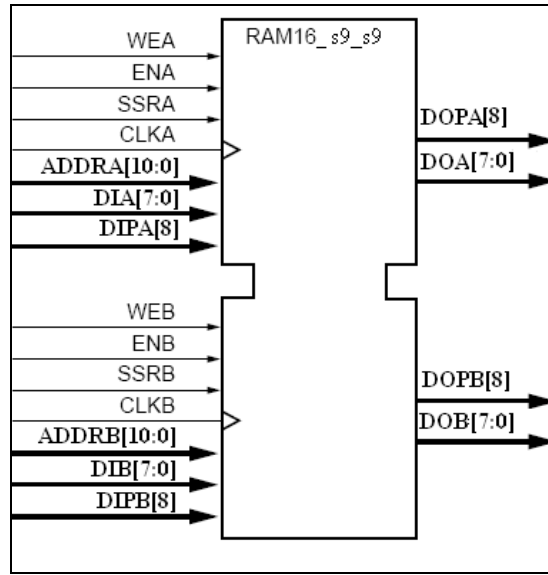 RAM16_s9_s9
WEA
ENA
SSRA
CLKA
ADDRA[10:0]
DIA[7:0]
DIPA[8]
DOPA[8]
DOA[7:0]
WEB
ENB
SSRB
CLKB
ADDRB[10:0]
DIB[7:0]
DIPB[8]
DOPB[8]
DOB[7:0]